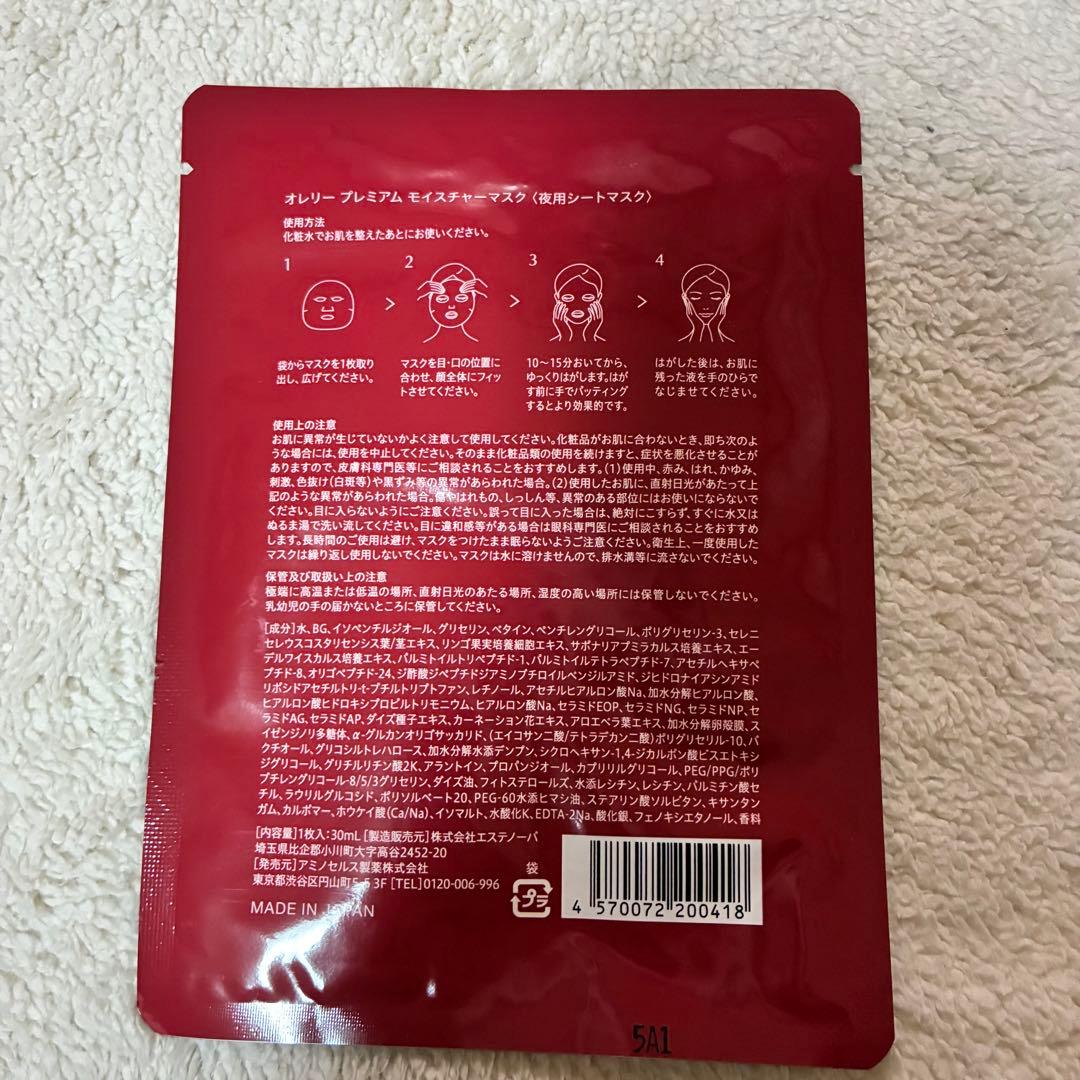 オレリー プレミアム モイスチャーマスク〈夜用シートマスク〉
使用方法
化粧水でお肌を整えたあとにお使いください。
1 > 2 > 3 > 4
袋からマスクを1枚取り
出し、広げてください。
マスクを目・口の位置に
合わせ、顔全体にフィッ
トさせてください。
10〜15分おいてから、
ゆっくりはがします。はが
す前に手でパッティング
するとより効果的です。
はがした後は、お肌に
残った液を手のひらで
なじませてください。
使用上の注意
お肌に異常が生じていないかよく注意して使用してください。化粧品がお肌に合わないとき、即ち次のよ
うな場合には、使用を中止してください。そのまま化粧品類の使用を続けますと、症状を悪化させることが
ありますので、皮膚科専門医等にご相談されることをおすすめします。(1)使用中、赤み、はれ、かゆみ、
刺激、色抜け(白斑等)や黒ずみ等の異常があらわれた場合。(2)使用したお肌に、直射日光があたって上
記のような異常があらわれた場合。傷やはれもの、しっしん等、異常のある部位にはお使いにならないで
ください。目に入らないようにご注意ください。誤って目に入った場合は、絶対にこすらず、すぐに水又は
ぬるま湯で洗い流してください。目に違和感等がある場合は眼科専門医にご相談されることをおすすめ
します。長時間のご使用は避け、マスクをつけたまま眠らないようご注意ください。衛生上、一度使用した
マスクは繰り返し使用しないでください。マスクは水に溶けませんので、排水溝等に流さないでください。
保管及び取扱い上の注意
極端に高温または低温の場所、直射日光のあたる場所、湿度の高い場所には保管しないでください。
乳幼児の手の届かないところに保管してください。
[成分]水、BG、イソペンチルジオール、グリセリン、ベタイン、ペンチレングリコール、ポリグリセリン-3、セレニ
セレウスコスタリセンシス葉/茎エキス、リンゴ果実培養細胞エキス、サポナリアプミラカルス培養エキス、エー
デルワイスカルス培養エキス、パルミトイルトリペプチド-1、パルミトイルテトラペプチド-7、アセチルヘキサペ
プチド-8、オリゴペプチド-24、ジ酢酸ジペプチドジアミノブチロイルベンジルアミド、ジヒドロナイアシンアミド
リボシドアセチルトリペプチルトリプトファン、レチノール、アセチルヒアルロン酸Na、加水分解ヒアルロン酸、
ヒアルロン酸ヒドロキシプロピルトリモニウム、ヒアルロン酸Na、セラミドEOP、セラミドNG、セラミドNP、セ
ラミドAG、セラミドAP、ダイズ種子エキス、カーネーション花エキス、アロエベラ葉エキス、加水分解卵殻膜、ス
イゼンジノリ多糖体、α-グルカンオリゴサッカリド、(エイコサン二酸/テトラデカン二酸)ポリグリセリル-10、バ
クチオール、グリコシルトレハロース、加水分解水添デンプン、シクロヘキサン-1,4-ジカルボン酸ビスエトキシ
ジグリコール、グリチルリチン酸2K、アラントイン、プロパンジオール、カプリリルグリコール、PEG/PPG/ポリ
ブチレングリコール-8/5/3グリセリン、ダイズ油、フィトステロールズ、水添レシチン、レシチン、パルミチン酸セ
チル、ラウリルグルコシド、ポリソルベート20、PEG-60水添ヒマシ油、ステアリン酸ソルビタン、キサンタン
ガム、カルボマー、ホウケイ酸(Ca/Na)、イソマルト、水酸化K、EDTA-2Na、酸化銀、フェノキシエタノール、香料
[内容量]1枚入:30mL [製造販売元]株式会社エステノーバ
埼玉県比企郡小川町大字高谷2452-20
[発売元]アミノセルス製薬株式会社
東京都渋谷区円山町5-5 3F [TEL]0120-006-996
MADE IN JAPAN
袋
プラ
4 570072 200418
5A1